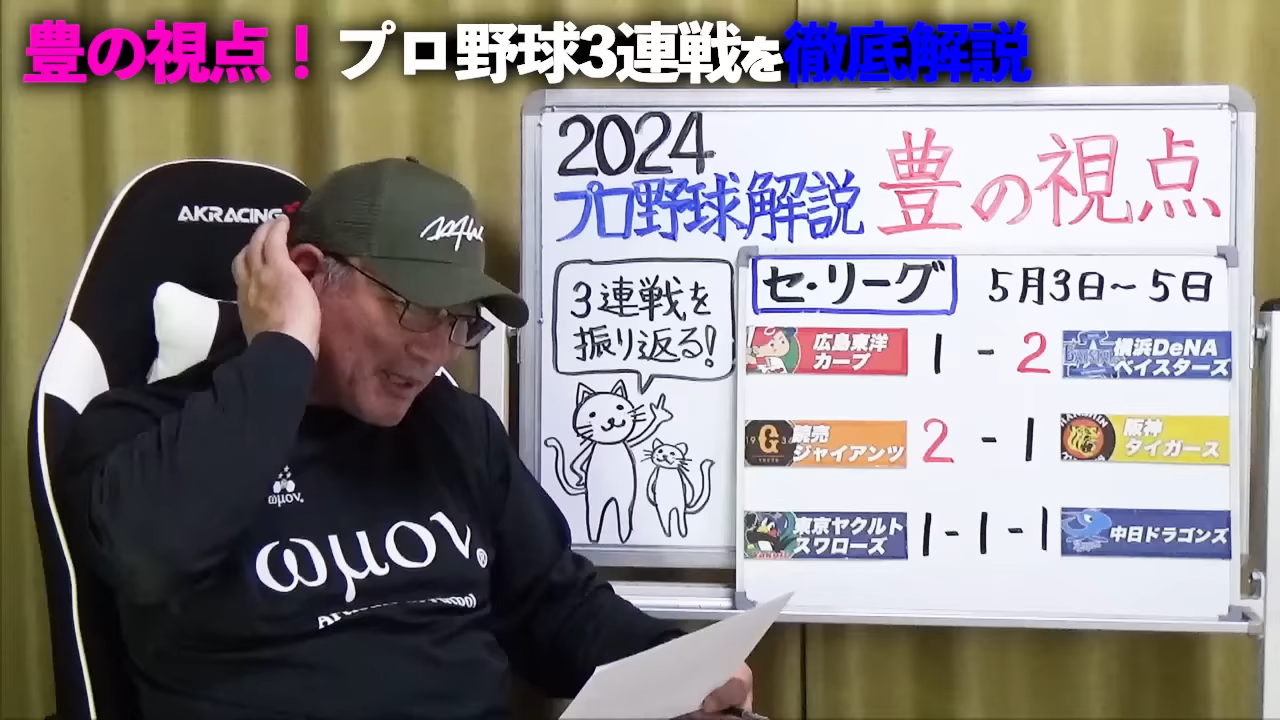 豊の視点！プロ野球3連戦を徹底解説
AKRACING
2024
プロ野球解説 豊の視点
3連戦を
振り返る!
セ・リーグ 5月3日～5日
広島東洋
カープ
1 - 2
横浜DeNA
ベイスターズ
読売
ジャイアンツ
2 - 1
阪神
タイガース
東京ヤクルト
スワローズ
1 - 1 - 1
中日ドラゴンズ
ωμον.
ωμον®